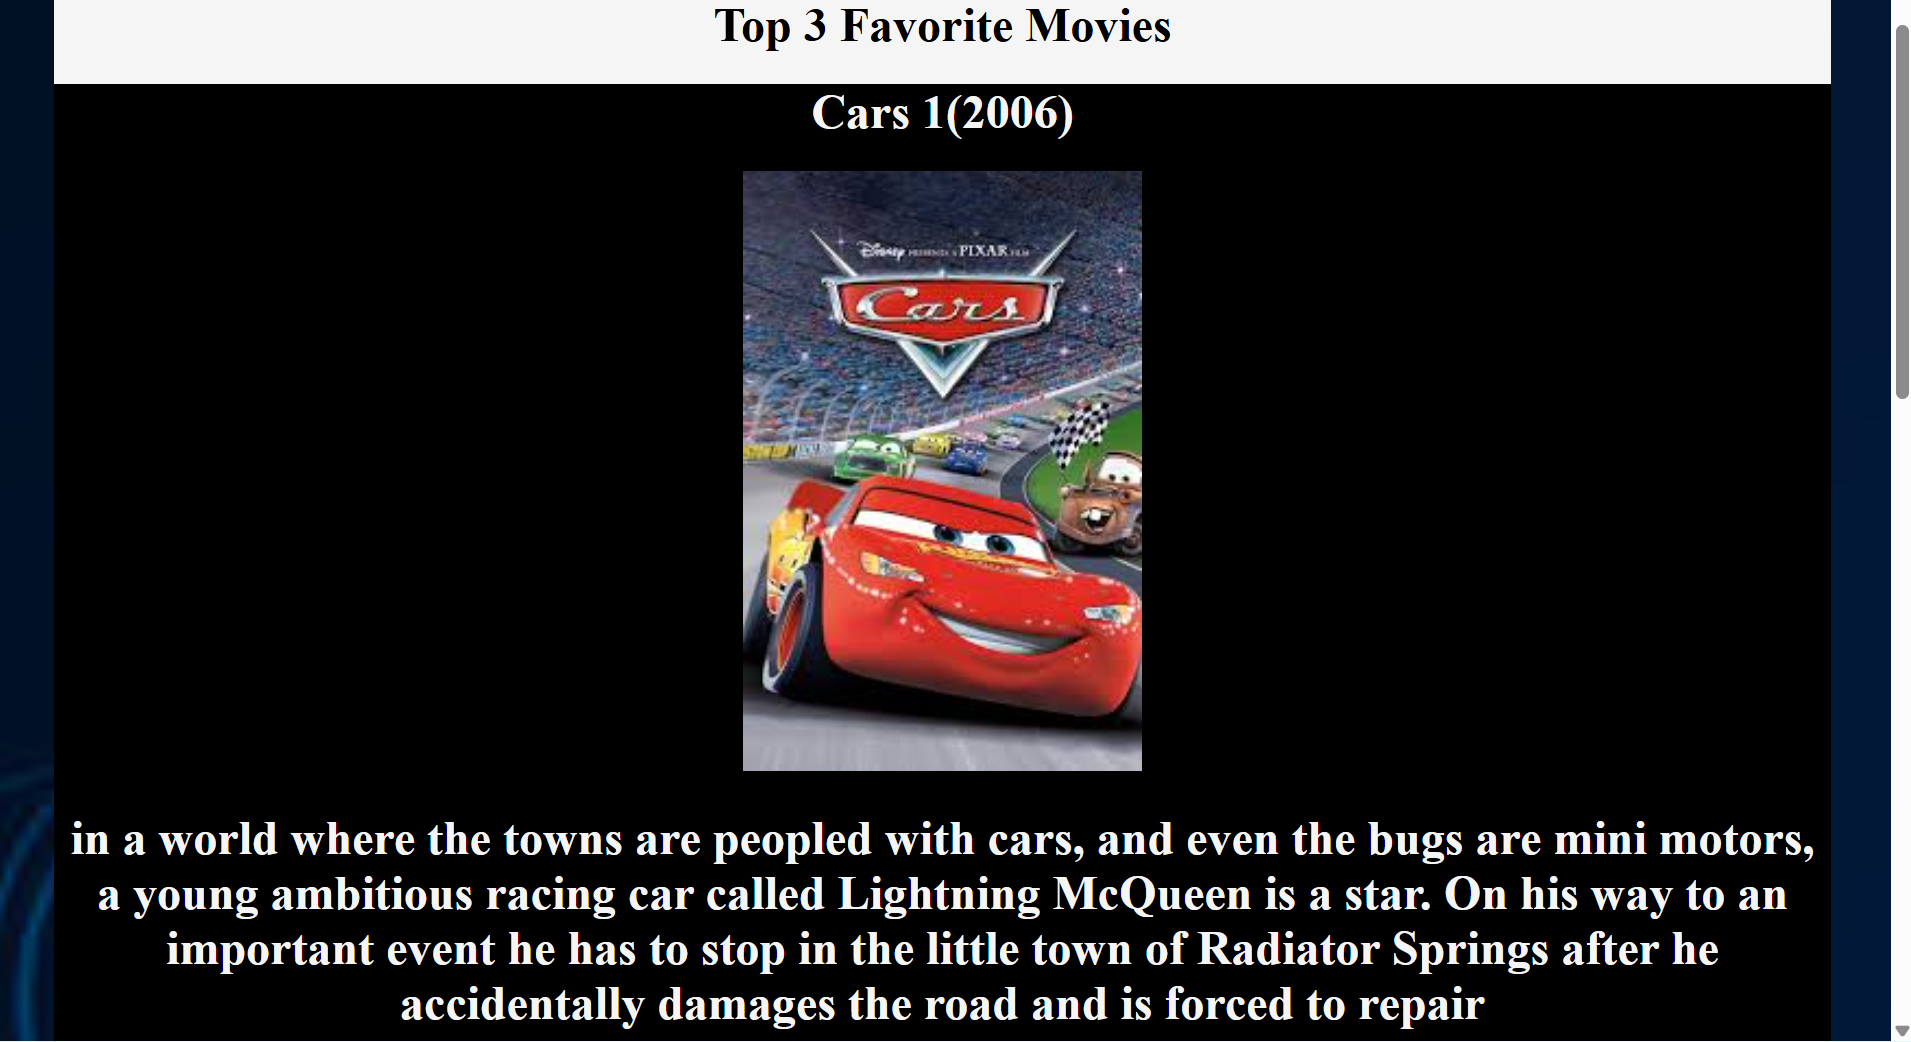 Top 3 Favorite Movies
Cars 1(2006)
Disney PRESENTS A PIXAR FILM
Cars
in a world where the towns are peopled with cars, and even the bugs are mini motors,
a young ambitious racing car called Lightning McQueen is a star. On his way to an
important event he has to stop in the little town of Radiator Springs after he
accidentally damages the road and is forced to repair